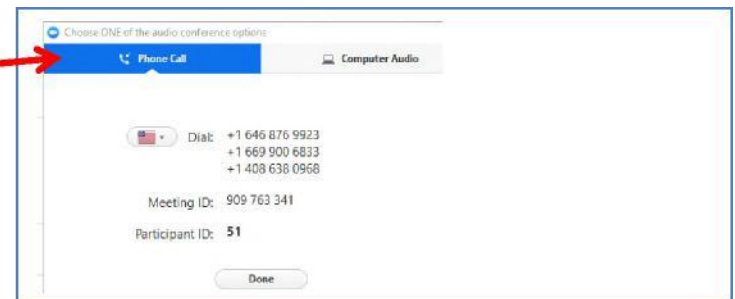 Choose ONE of the audio conference options
Phone Call Computer Audio
Dial: +1 646 876 9923
+1 669 900 6833
+1 408 638 0968
Meeting ID: 909 763 341
Participant ID: 51
Done